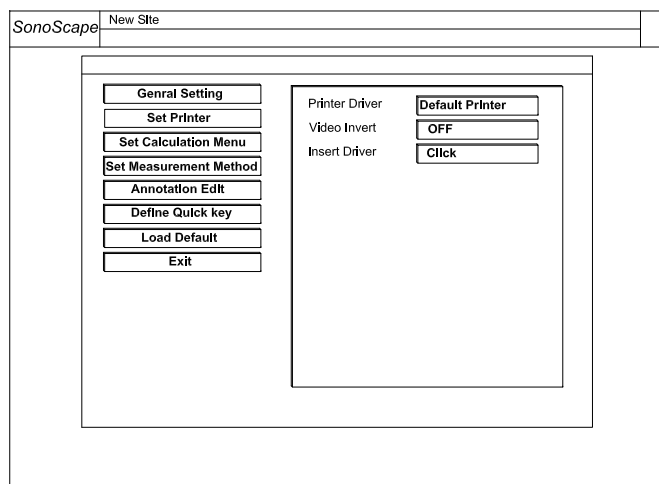 SonoScape
New Site
Genral Setting
Set Printer
Set Calculation Menu
Set Measurement Method
Annotation Edit
Define Quick key
Load Default
Exit
Printer Driver Default Printer
Video Invert OFF
Insert Driver Click